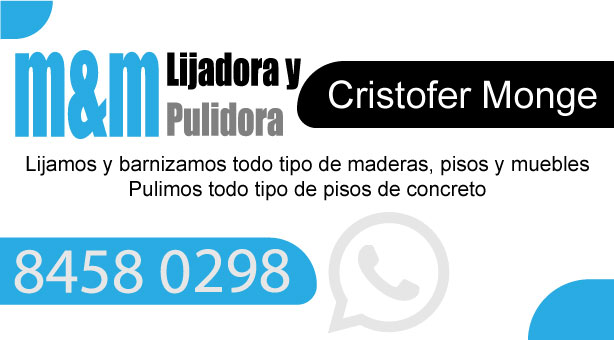 m&m Lijadora y
Pulidora
Cristofer Monge
Lijamos y barnizamos todo tipo de maderas, pisos y muebles
Pulimos todo tipo de pisos de concreto
8458 0298